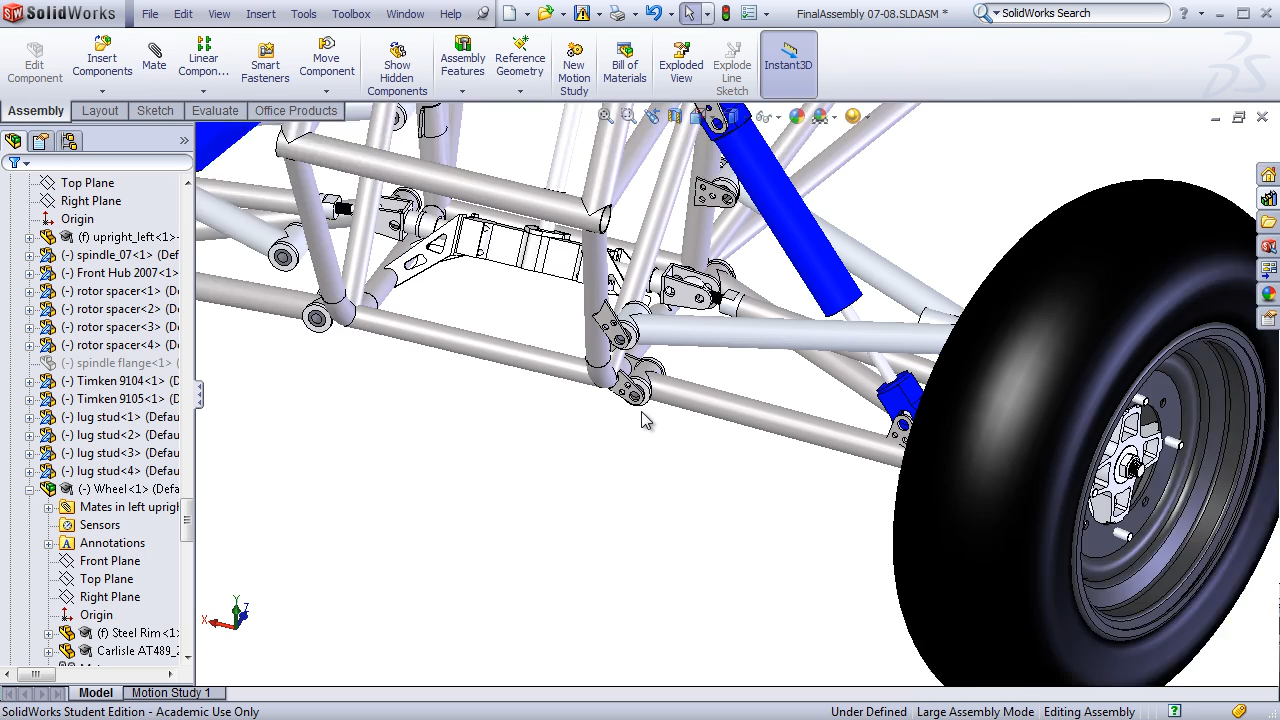 SolidWorks File Edit View Insert Tools Toolbox Window Help FinalAssembly 07-08.SLDASM * SolidWorks Search
Edit Component
Insert Components
Mate
Linear Compon...
Smart Fasteners
Move Component
Show Hidden Components
Assembly Features
Reference Geometry
New Motion Study
Bill of Materials
Exploded View
Explode Line Sketch
Instant3D
Assembly Layout Sketch Evaluate Office Products
Top Plane
Right Plane
Origin
(f) upright_left<1>
(-) spindle_07<1> (Def
(-) Front Hub 2007<1>
(-) rotor spacer<1> (D
(-) rotor spacer<2> (D
(-) rotor spacer<3> (D
(-) rotor spacer<4> (D
(-) spindle flange<1>
(-) Timken 9104<1> (D
(-) Timken 9105<1> (D
(-) lug stud<1> (Defau
(-) lug stud<2> (Defau
(-) lug stud<3> (Defau
(-) lug stud<4> (Defau
(-) Wheel<1> (Defa
Mates in left uprigh
Sensors
A Annotations
Front Plane
Top Plane
Right Plane
Origin
(f) Steel Rim<1>
Carlisle AT489_
X Y Z
Model Motion Study 1
SolidWorks Student Edition - Academic Use Only Under Defined Large Assembly Mode Editing Assembly